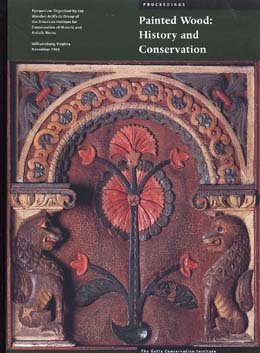 PROCEEDINGS
Symposium Organized by the
Wooden Artifacts Group of
the American Institute for
Conservation of Historic and
Artistic Works
Williamsburg, Virginia
November 1994
Painted Wood:
History and
Conservation
The Getty Conservation Institute